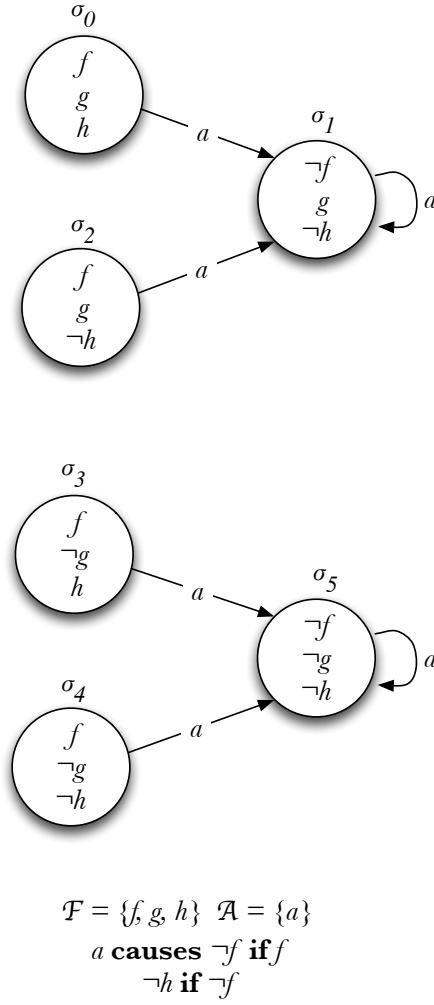 σ0
f
g
h
a
σ1
¬f
g
¬h
a
σ2
f
g
¬h
a
σ3
f
¬g
h
a
σ5
¬f
¬g
¬h
a
σ4
f
¬g
¬h
a
F = {f, g, h} A = {a}
a causes ¬f if f
¬h if ¬f